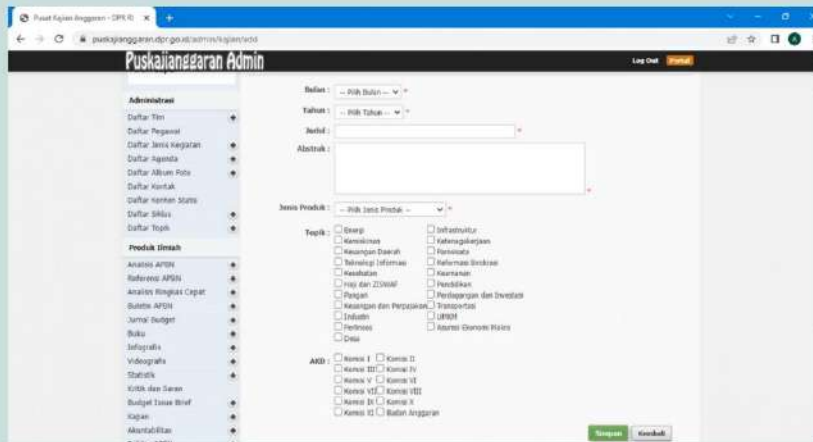 Pusat Kajian Anggaran - DPR RI
puskajianggaran.dpr.go.id/admin/kajian/add
Puskajianggaran Admin
Log Out Portal
Administrasi
Daftar Tim
Daftar Pegawai
Daftar Jenis Kegiatan
Daftar Agenda
Daftar Album Foto
Daftar Kontak
Daftar Konten Statis
Daftar Siklus
Daftar Topik
Produk Ilmiah
Analisis APBN
Referensi APBN
Analisis Ringkas Cepat
Buletin APBN
Jurnal Budget
Buku
Infografis
Videografis
Statistik
Kritik dan Saran
Budget Issue Brief
Kajian
Akuntabilitas
Bulan : -- Pilih Bulan -- *
Tahun : -- Pilih Tahun -- *
Judul : *
Abstrak : *
Jenis Produk : -- Pilih Jenis Produk -- *
Topik : Energi Infrastruktur
Kemiskinan Ketenagakerjaan
Keuangan Daerah Pariwisata
Teknologi Informasi Reformasi Birokrasi
Kesehatan Keamanan
Haji dan ZISWAF Pendidikan
Pangan Perdagangan dan Investasi
Keuangan dan Perpajakan Transportasi
Industri UMKM
Perlinsos Asumsi Ekonomi Makro
Desa
AKD : Komisi I Komisi II
Komisi III Komisi IV
Komisi V Komisi VI
Komisi VII Komisi VIII
Komisi IX Komisi X
Komisi XI Badan Anggaran
Simpan Kembali